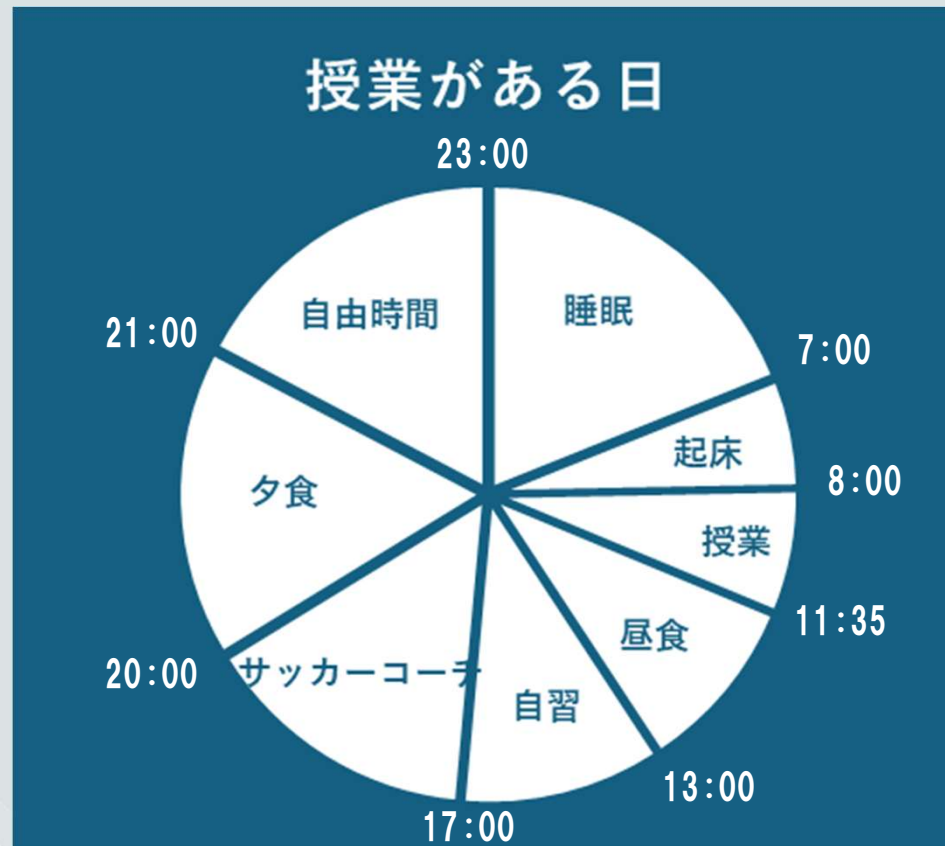 授業がある日
23:00
睡眠
7:00
起床
8:00
授業
11:35
昼食
13:00
自習
17:00
サッカーコーチ
20:00
夕食
21:00
自由時間